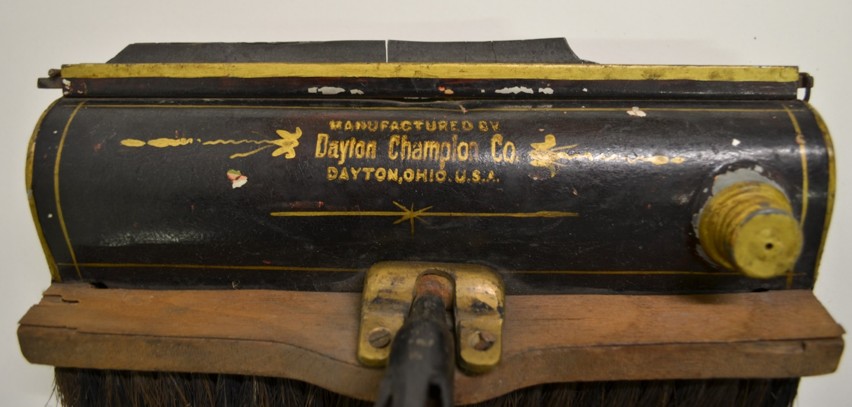 MANUFACTURED BY
Dayton Champion Co.
DAYTON, OHIO. U.S.A.